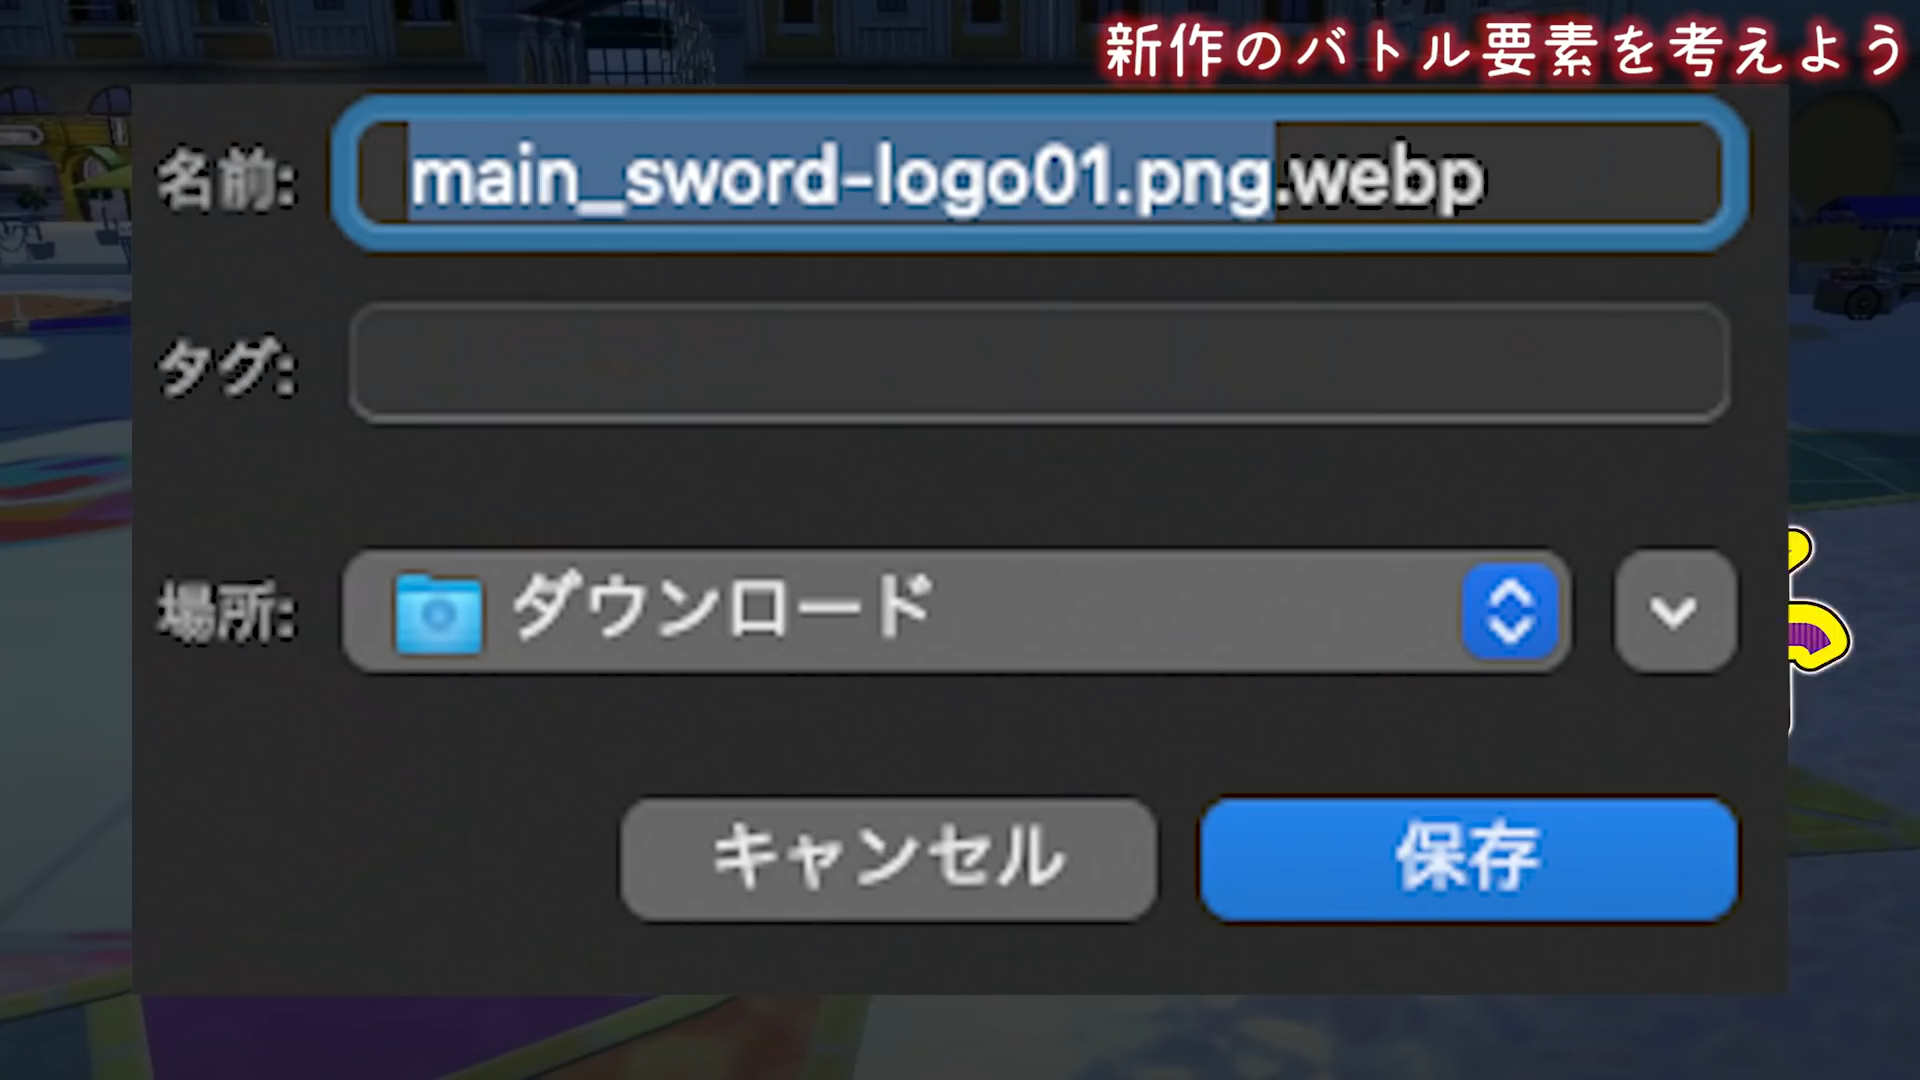 新作のバトル要素を考えよう
名前: main_sword-logo01.png.webp
タグ:
場所: ダウンロード
キャンセル 保存